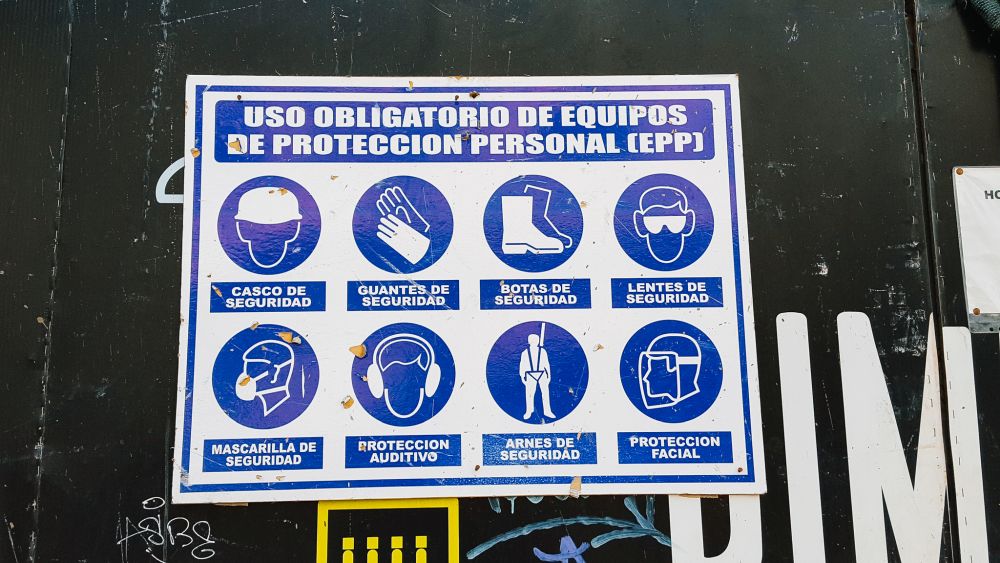 USO OBLIGATORIO DE EQUIPOS
DE PROTECCION PERSONAL (EPP)
CASCO DE
SEGURIDAD
GUANTES DE
SEGURIDAD
BOTAS DE
SEGURIDAD
LENTES DE
SEGURIDAD
MASCARILLA DE
SEGURIDAD
PROTECCION
AUDITIVO
ARNES DE
SEGURIDAD
PROTECCION
FACIAL
HO